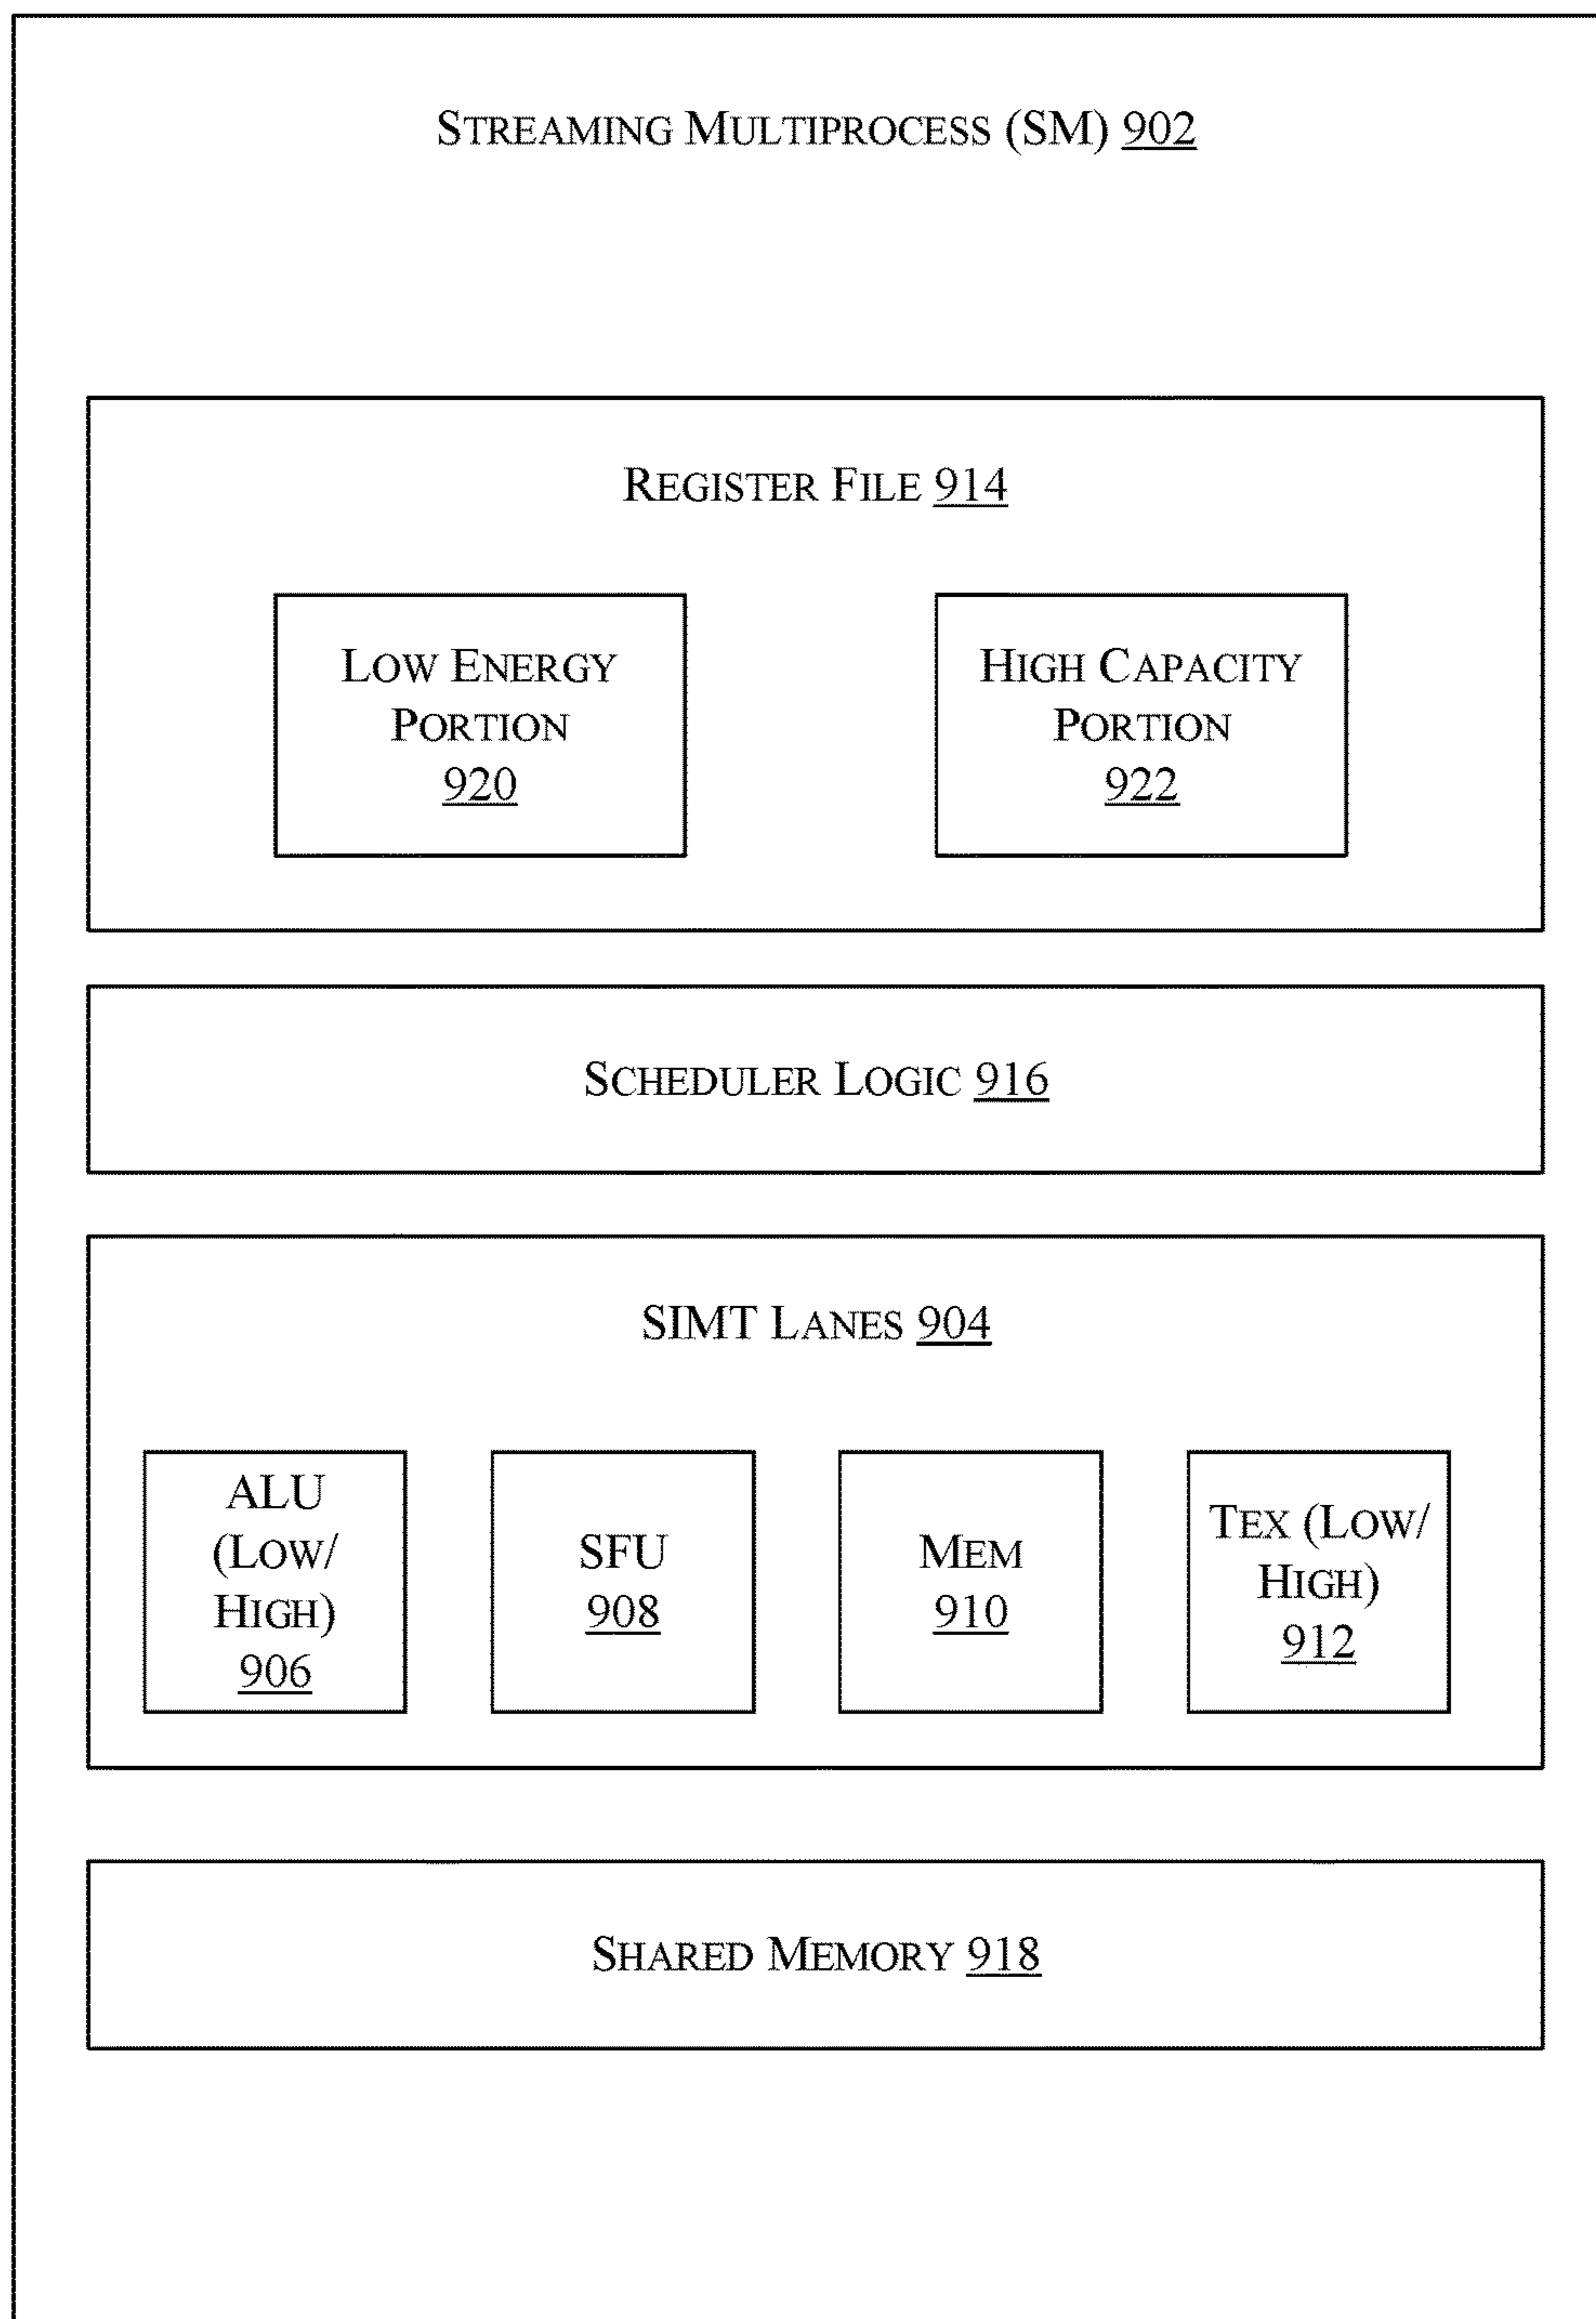 STREAMING MULTIPROCESS (SM) 902
REGISTER FILE 914
LOW ENERGY
PORTION
920
HIGH CAPACITY
PORTION
922
SCHEDULER LOGIC 916
SIMT LANES 904
ALU
(LOW/
HIGH)
906
SFU
908
MEM
910
TEX (LOW/
HIGH)
912
SHARED MEMORY 918